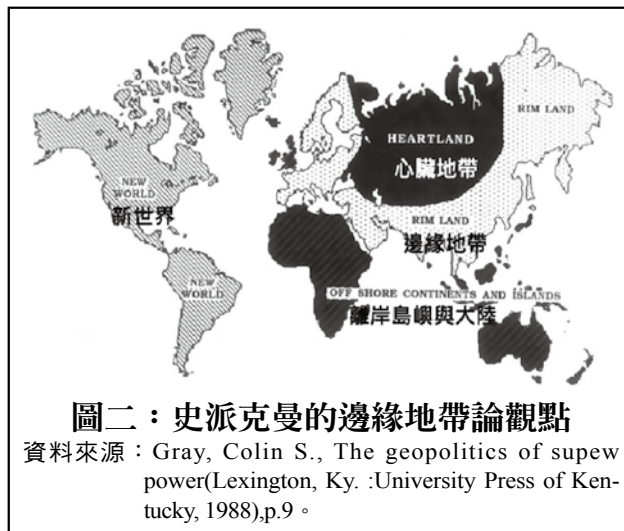 RIM LAND
HEARTLAND
心臟地帶
NEW
WORLD
新世界
RIM LAND
邊緣地帶
NEW
WORLD
OFF SHORE CONTINENTS AND ISLANDS
離岸島嶼與大陸
圖二：史派克曼的邊緣地帶論觀點
資料來源：Gray, Colin S., The geopolitics of supew
power(Lexington, Ky. :University Press of Ken-
tucky, 1988),p.9。